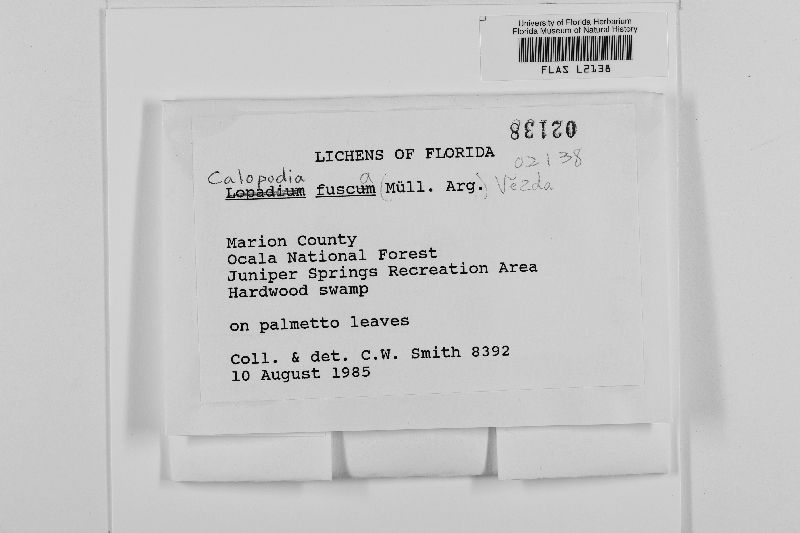 University of Florida Herbarium
Florida Museum of Natural History
FLAS L2138
02138
LICHENS OF FLORIDA
02138
Calopodia
Lopadium fuscum a (Müll. Arg.) Vězda
Marion County
Ocala National Forest
Juniper Springs Recreation Area
Hardwood swamp
on palmetto leaves
Coll. & det. C.W. Smith 8392
10 August 1985